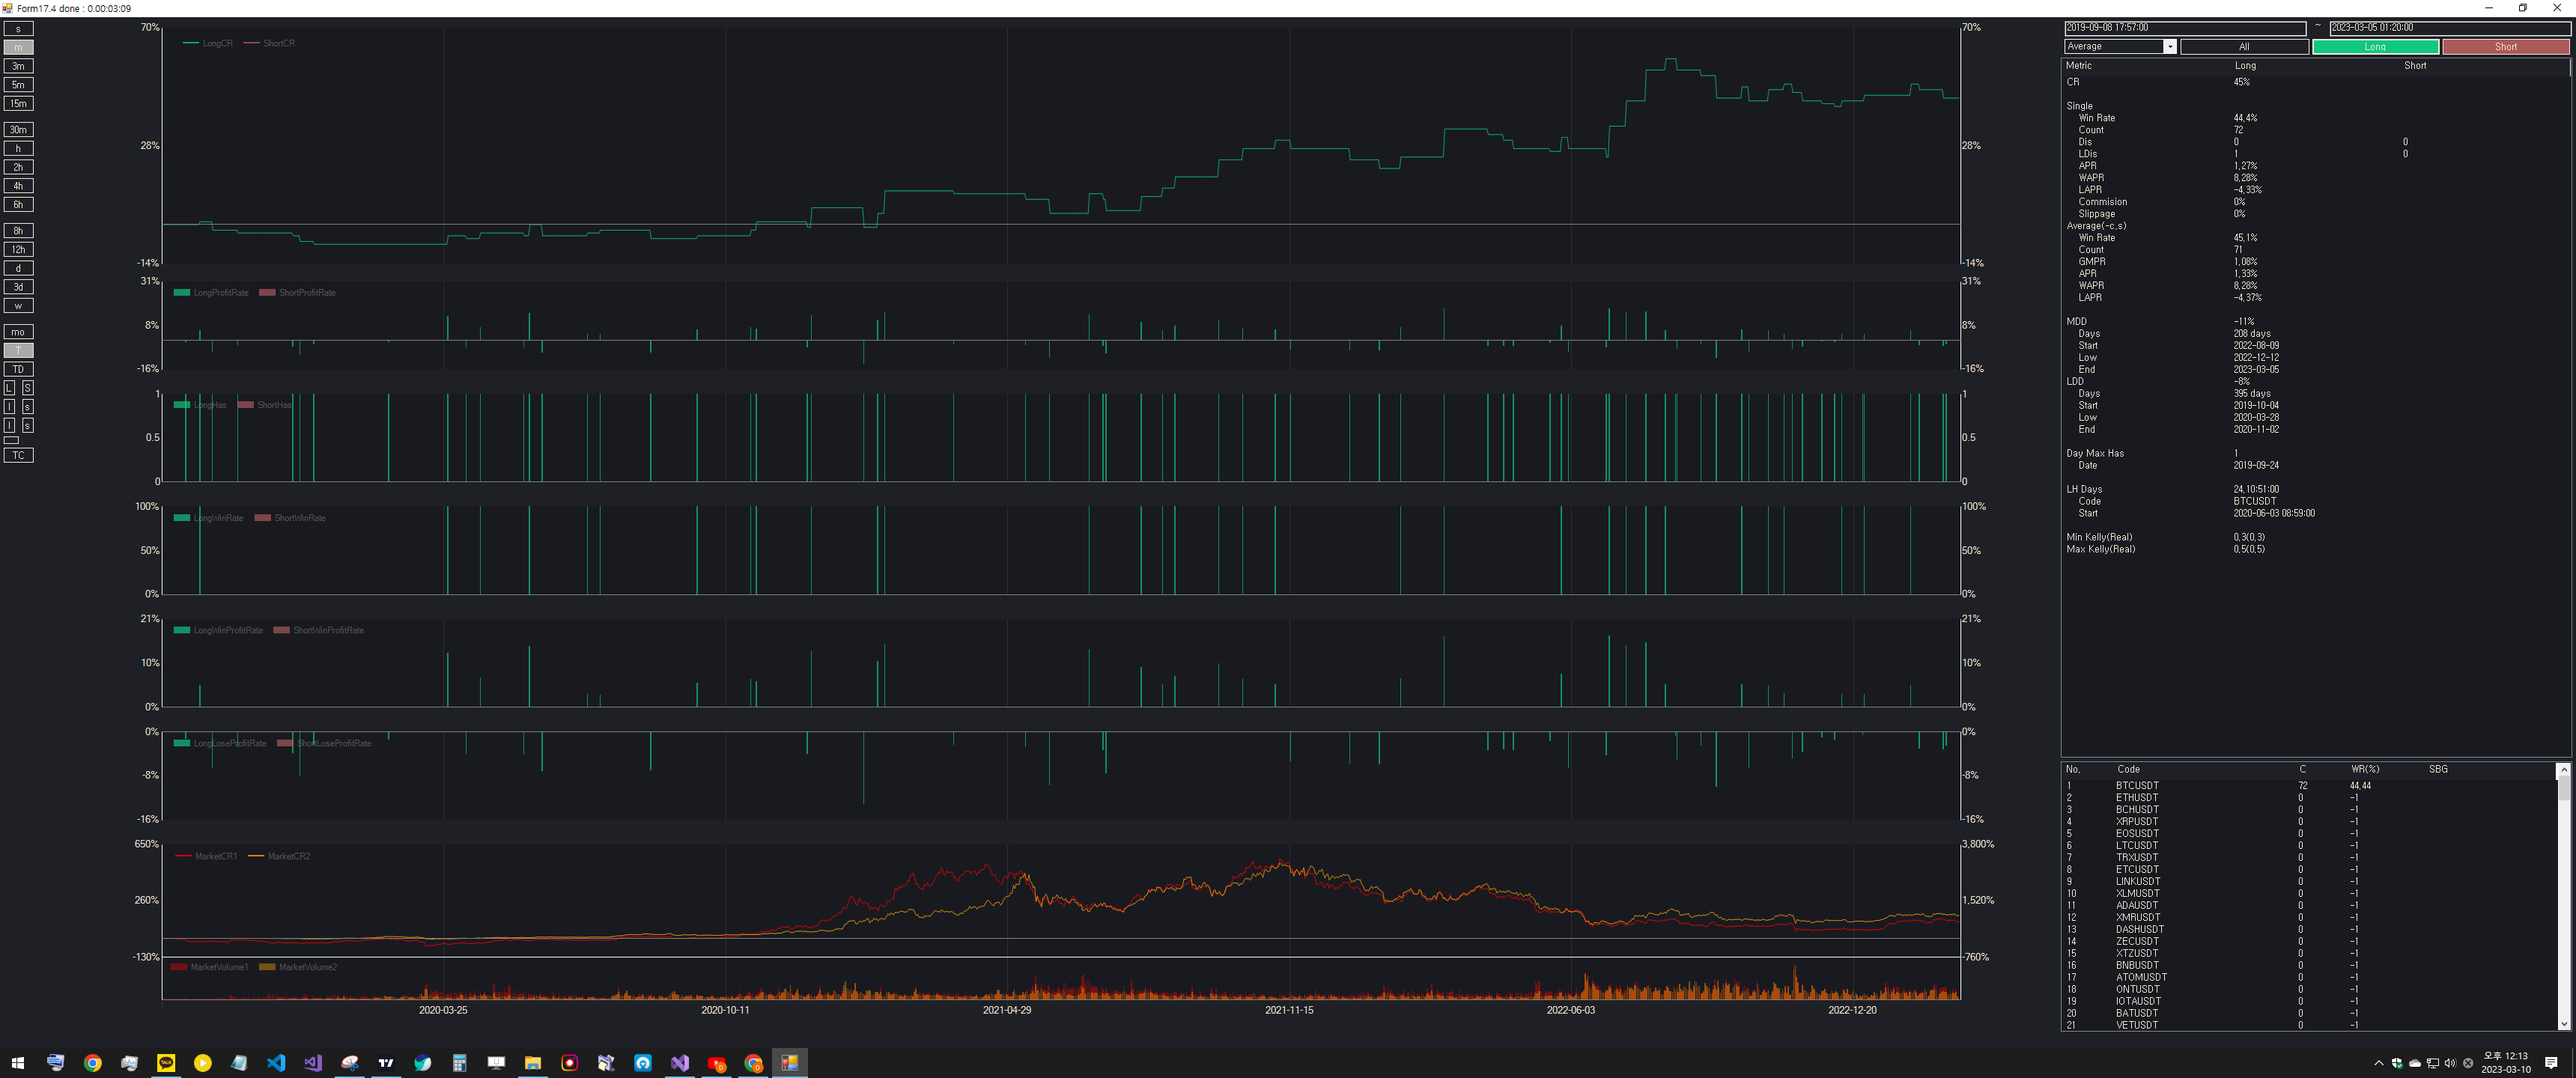 Form17.4 done : 0.00:03:09
s
m
3m
5m
15m
30m
h
2h
4h
6h
8h
12h
d
3d
w
mo
T
TD
L S
l s
l s
TC
70% 70%
LongCR ShortCR
28% 28%
-14% -14%
31% 31%
LongProfitRate ShortProfitRate
8% 8%
-16% -16%
1 1
LongHas ShortHas
0.5 0.5
0 0
100% 100%
LongWinRate ShortWinRate
50% 50%
0% 0%
21% 21%
LongWinProfitRate ShortWinProfitRate
10% 10%
0% 0%
0% 0%
LongLoseProfitRate ShortLoseProfitRate
-8% -8%
-16% -16%
650% 3,800%
MarketCR1 MarketCR2
260% 1,520%
-130% -760%
MarketVolume1 MarketVolume2
2020-03-25 2020-10-11 2021-04-29 2021-11-15 2022-06-03 2022-12-20
2019-09-08 17:57:00 ~ 2023-03-05 01:20:00
Average All Long Short
Metric Long Short
CR 45%
Single
Win Rate 44,4%
Count 72
Dis 0 0
LDis 1 0
APR 1,27%
WAPR 8,28%
LAPR -4,33%
Commision 0%
Slippage 0%
Average(-c,s)
Win Rate 45,1%
Count 71
GMPR 1,08%
APR 1,33%
WAPR 8,28%
LAPR -4,37%
MDD -11%
Days 208 days
Start 2022-08-09
Low 2022-12-12
End 2023-03-05
LDD -8%
Days 395 days
Start 2019-10-04
Low 2020-03-28
End 2020-11-02
Day Max Has 1
Date 2019-09-24
LH Days 24,10:51:00
Code BTCUSDT
Start 2020-06-03 08:59:00
Min Kelly(Real) 0,3(0,3)
Max Kelly(Real) 0,5(0,5)
No, Code C WR(%) SBG
1 BTCUSDT 72 44,44
2 ETHUSDT 0 -1
3 BCHUSDT 0 -1
4 XRPUSDT 0 -1
5 EOSUSDT 0 -1
6 LTCUSDT 0 -1
7 TRXUSDT 0 -1
8 ETCUSDT 0 -1
9 LINKUSDT 0 -1
10 XLMUSDT 0 -1
11 ADAUSDT 0 -1
12 XMRUSDT 0 -1
13 DASHUSDT 0 -1
14 ZECUSDT 0 -1
15 XTZUSDT 0 -1
16 BNBUSDT 0 -1
17 ATOMUSDT 0 -1
18 ONTUSDT 0 -1
19 IOTAUSDT 0 -1
20 BATUSDT 0 -1
21 VETUSDT 0 -1
TALK
오후 12:13
2023-03-10